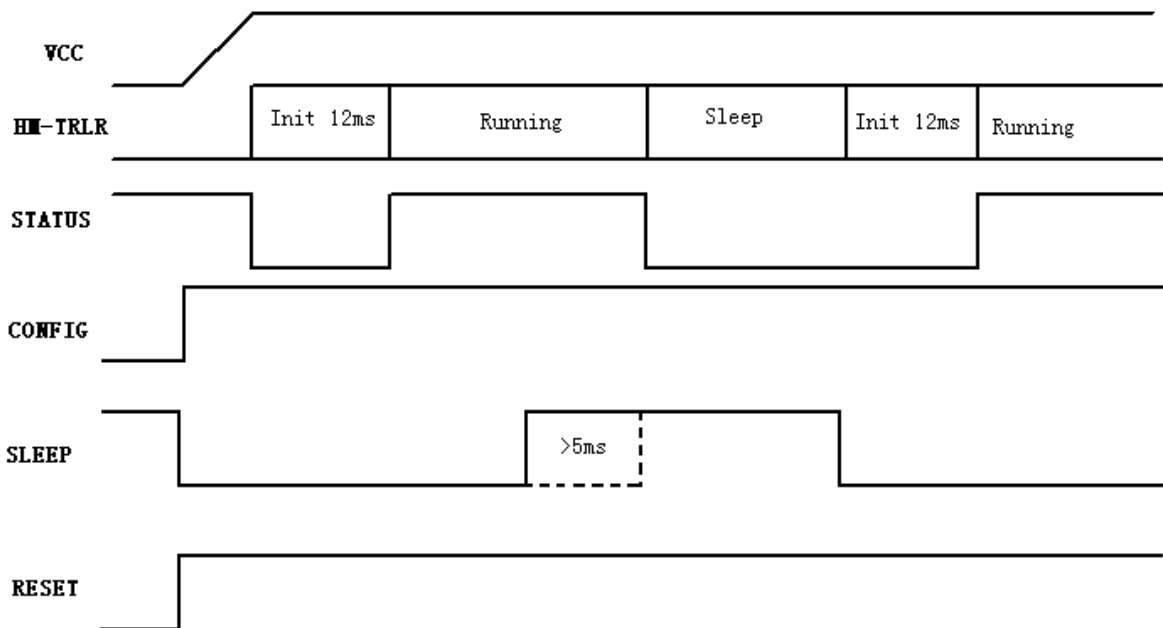 VCC
HM-TRLR
Init 12ms
Running
Sleep
Init 12ms
Running
STATUS
CONFIG
SLEEP
>5ms
RESET